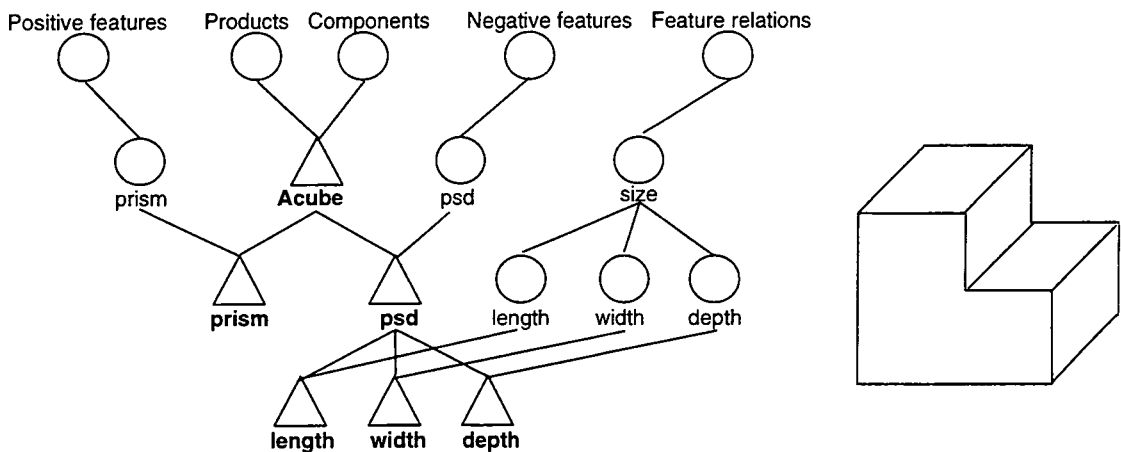 Positive features Products Components Negative features Feature relations
prism Acube psd size
prism psd length width depth
length width depth